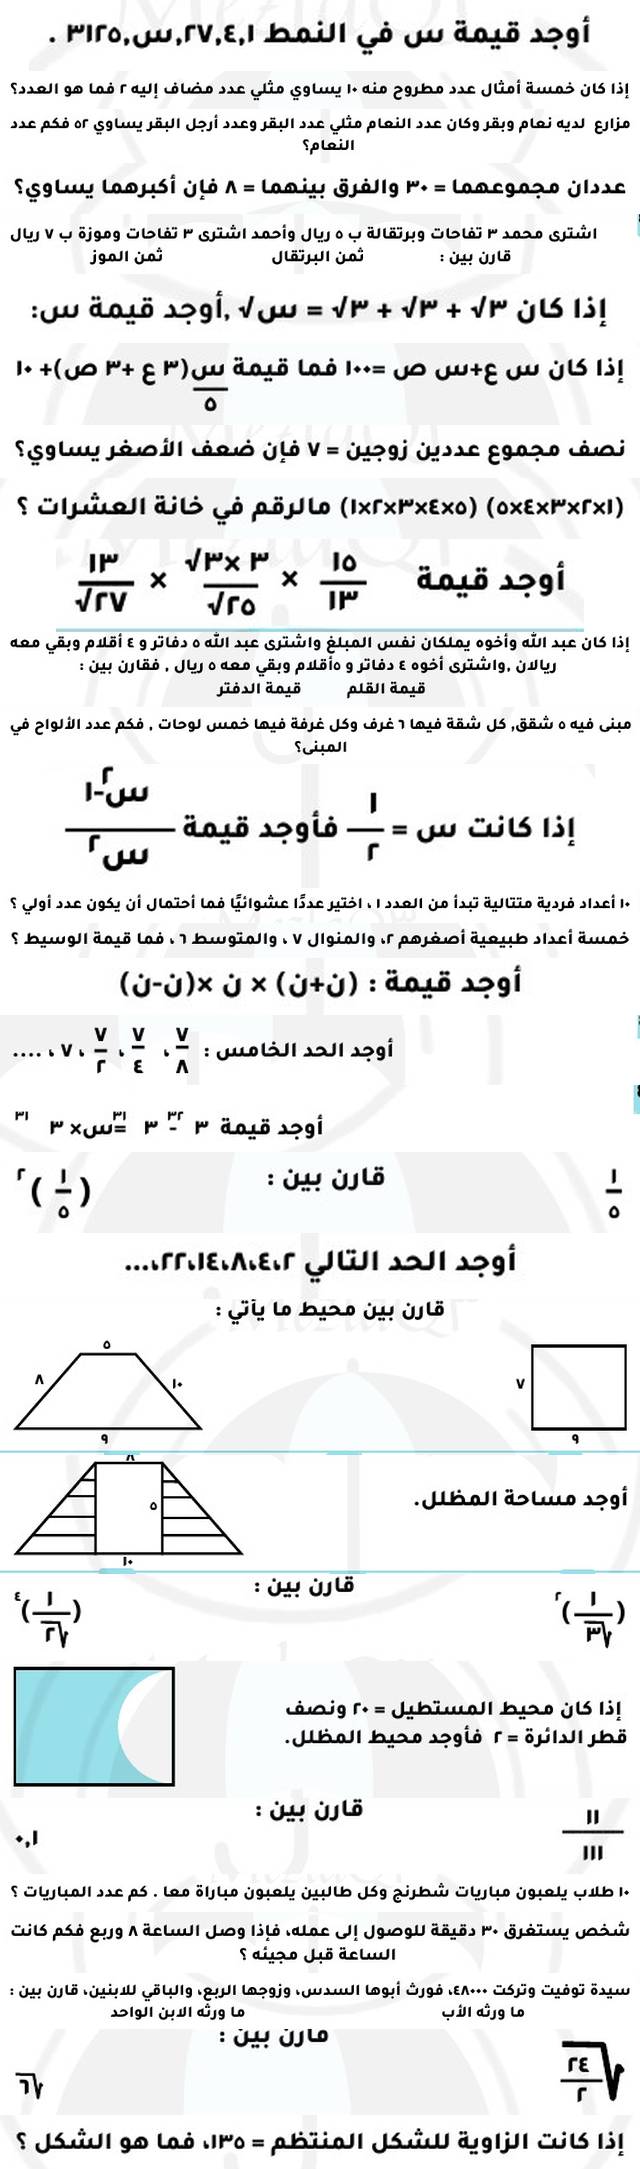 أوجد قيمة س في النمط ٣١٢٥,س,٢٧,٤,١ .
إذا كان خمسة أمثال عدد مطروح منه ١٠ يساوي مثلي عدد مضاف إليه ٢ فما هو العدد؟
مزارع لديه نعام وبقر وكان عدد النعام مثلي عدد البقر وعدد أرجل البقر يساوي ٥٢ فكم عدد
النعام؟
عددان مجموعهما = ٣٠ والفرق بينهما = ٨ فإن أكبرهما يساوي؟
اشترى محمد ٣ تفاحات وبرتقالة ب ٥ ريال وأحمد اشترى ٣ تفاحات وموزة ب ٧ ريال
قارن بين : ثمن البرتقال ثمن الموز
إذا كان ٣√ + ٣√ + ٣√ = س√ ,أوجد قيمة س:
إذا كان س ع+س ص =١٠٠ فما قيمة س/٥ (٣ ع +٣ ص)+ ١٠
نصف مجموع عددين زوجين = ٧ فإن ضعف الأصغر يساوي؟
(١×٢×٣×٤×٥) (٥×٤×٣×٢×١) مالرقم في خانة العشرات ؟
أوجد قيمة ١٥/١٣ × ٣ ×٣√/٢٥√ × ١٣/٢٧√
إذا كان عبد الله وأخوه يملكان نفس المبلغ واشترى عبد الله ٥ دفاتر و ٤ أقلام وبقي معه
ريالان, واشترى أخوه ٤ دفاتر و ٥أقلام وبقي معه ٥ ريال , فقارن بين :
قيمة القلم قيمة الدفتر
مبنى فيه ٥ شقق, كل شقة فيها ٦ غرف وكل غرفة فيها خمس لوحات , فكم عدد الألواح في
المبنى؟
إذا كانت س = ١/٢ فأوجد قيمة س٢-١/س٢
١٠ أعداد فردية متتالية تبدأ من العدد ١ ، اختير عددًا عشوائيًا فما أحتمال أن يكون عدد أولي ؟
خمسة أعداد طبيعية أصغرهم ٢، والمنوال ٧ ، والمتوسط ٦ ، فما قيمة الوسيط ؟
أوجد قيمة : (ن+ن) × ن ×(ن-ن)
أوجد الحد الخامس : ٧/٨ ، ٧/٤ ، ٧/٢ ، ٧ ، ....
أوجد قيمة ٣^٣٢ - ٣^٣١ =س× ٣^٣١
قارن بين :
١/٥ (١/٥)٢
أوجد الحد التالي ٢،٤،٨،١٤،٢٢،...
قارن بين محيط ما يأتي :
٧
٩
٥
٨
١٠
٩
أوجد مساحة المظلل.
٨
٥
١٠
قارن بين :
(١/٣√)٢ (١/٢√)٤
إذا كان محيط المستطيل = ٢٠ ونصف
قطر الدائرة = ٢ فأوجد محيط المظلل.
قارن بين :
١١/١١١ ٠,١
١٠ طلاب يلعبون مباريات شطرنج وكل طالبين يلعبون مباراة معا . كم عدد المباريات ؟
شخص يستغرق ٣٠ دقيقة للوصول إلى عمله، فإذا وصل الساعة ٨ وربع فكم كانت
الساعة قبل مجيئه ؟
سيدة توفيت وتركت ٤٨٠٠٠، فورث أبوها السدس، وزوجها الربع، والباقي للابنين، قارن بين :
ما ورثه الأب ما ورثه الابن الواحد
قارن بين :
√٢٤/٢ √٦
إذا كانت الزاوية للشكل المنتظم = ١٣٥، فما هو الشكل ؟